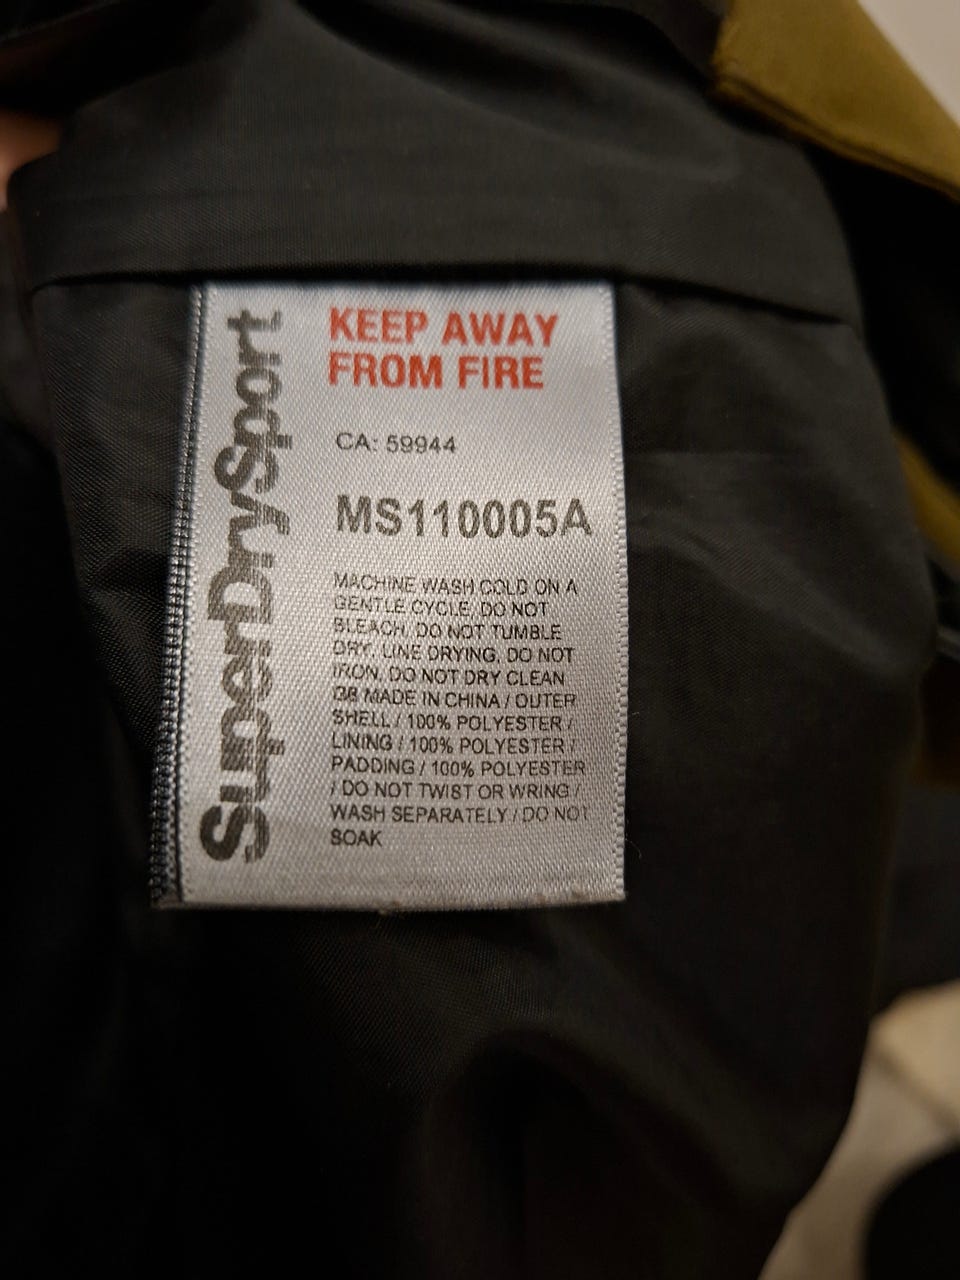 SuperDrySport
KEEP AWAY
FROM FIRE
CA: 59944
MS110005A
MACHINE WASH COLD ON A
GENTLE CYCLE, DO NOT
BLEACH, DO NOT TUMBLE
DRY, LINE DRYING, DO NOT
IRON, DO NOT DRY CLEAN
GB MADE IN CHINA / OUTER
SHELL / 100% POLYESTER /
LINING / 100% POLYESTER /
PADDING / 100% POLYESTER
/ DO NOT TWIST OR WRING /
WASH SEPARATELY / DO NOT
SOAK